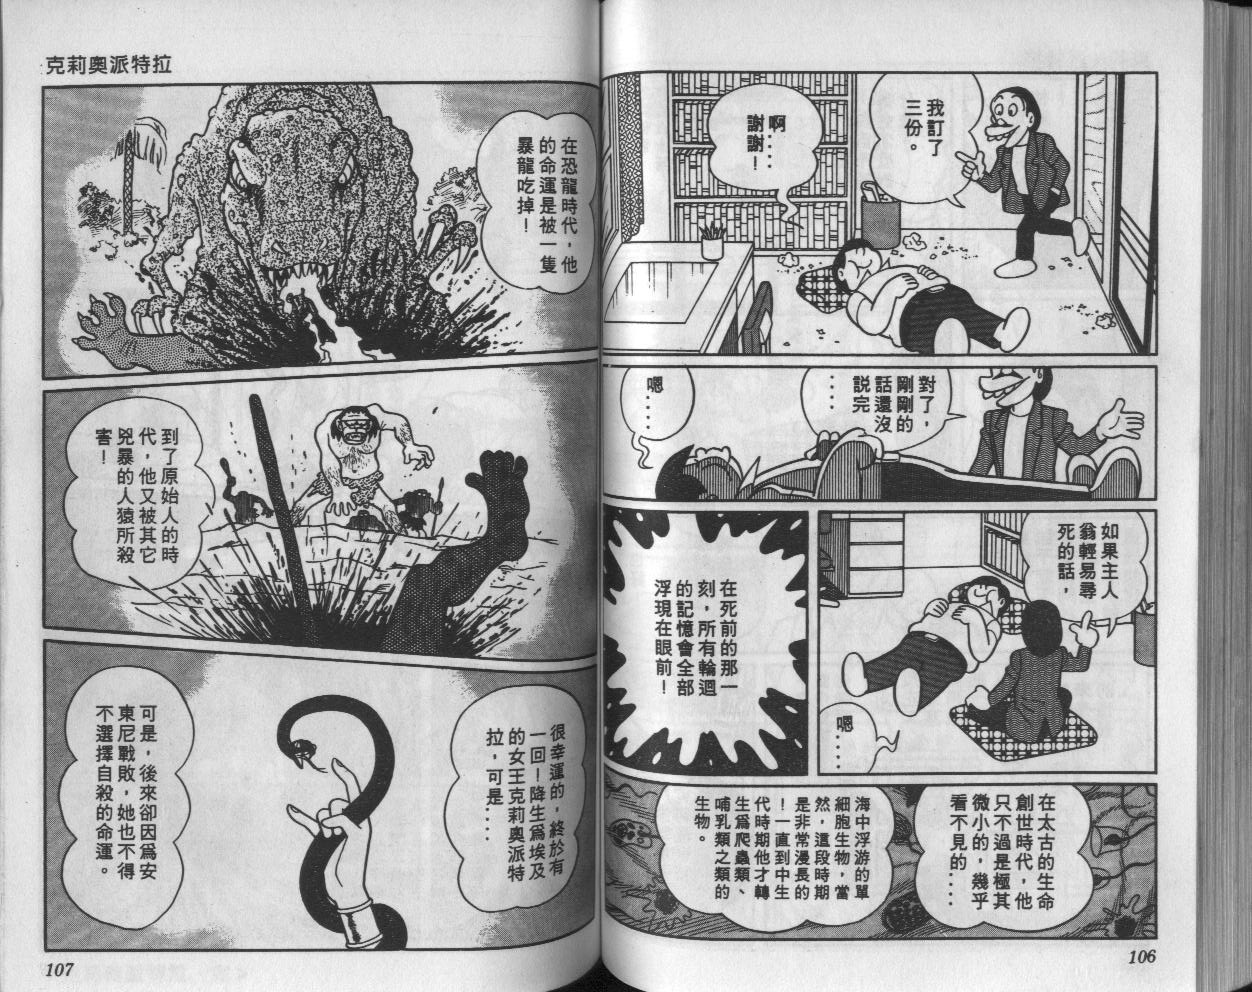 我訂了
三份。
啊……
謝謝！
對了，
剛剛的
話還沒
説完
……
嗯……
如果主人
翁輕易尋
死的話，
嗯……
在死前的那一
刻，所有輪迴
的記憶會全部
浮現在眼前！
在太古的生命
創世時代，他
只不過是極其
微小的，幾乎
看不見的……
海中浮游的單
細胞生物，當
然，這段時期
是非常漫長的
！一直到中生
代時期他才轉
生爲爬蟲類、
哺乳類之類的
生物。
106
克莉奧派特拉
在恐龍時代，他
的命運是被一隻
暴龍吃掉！
到了原始人的時
代，他又被其它
兇暴的人猿所殺
害！
很幸運的，終於有
一回！降生爲埃及
的女王克莉奧派特
拉，可是……
可是，後來卻因爲安
東尼戰敗，她也不得
不選擇自殺的命運。
107